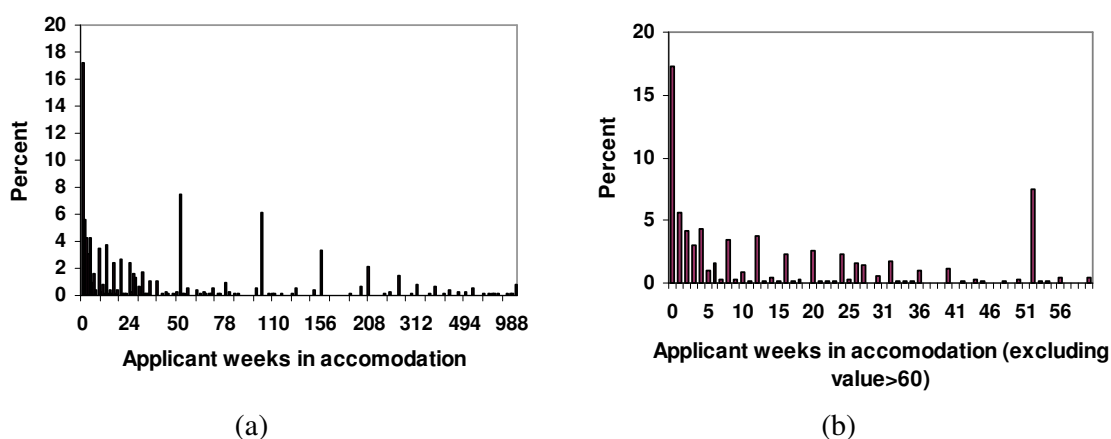 20
18
16
14
12
10
8
6
4
2
0
Percent
0 24 50 78 110 156 208 312 494 988
Applicant weeks in accomodation
(a)
20
15
10
5
0
Percent
0 5 10 15 20 25 31 36 41 46 51 56
Applicant weeks in accomodation (excluding
value>60)
(b)